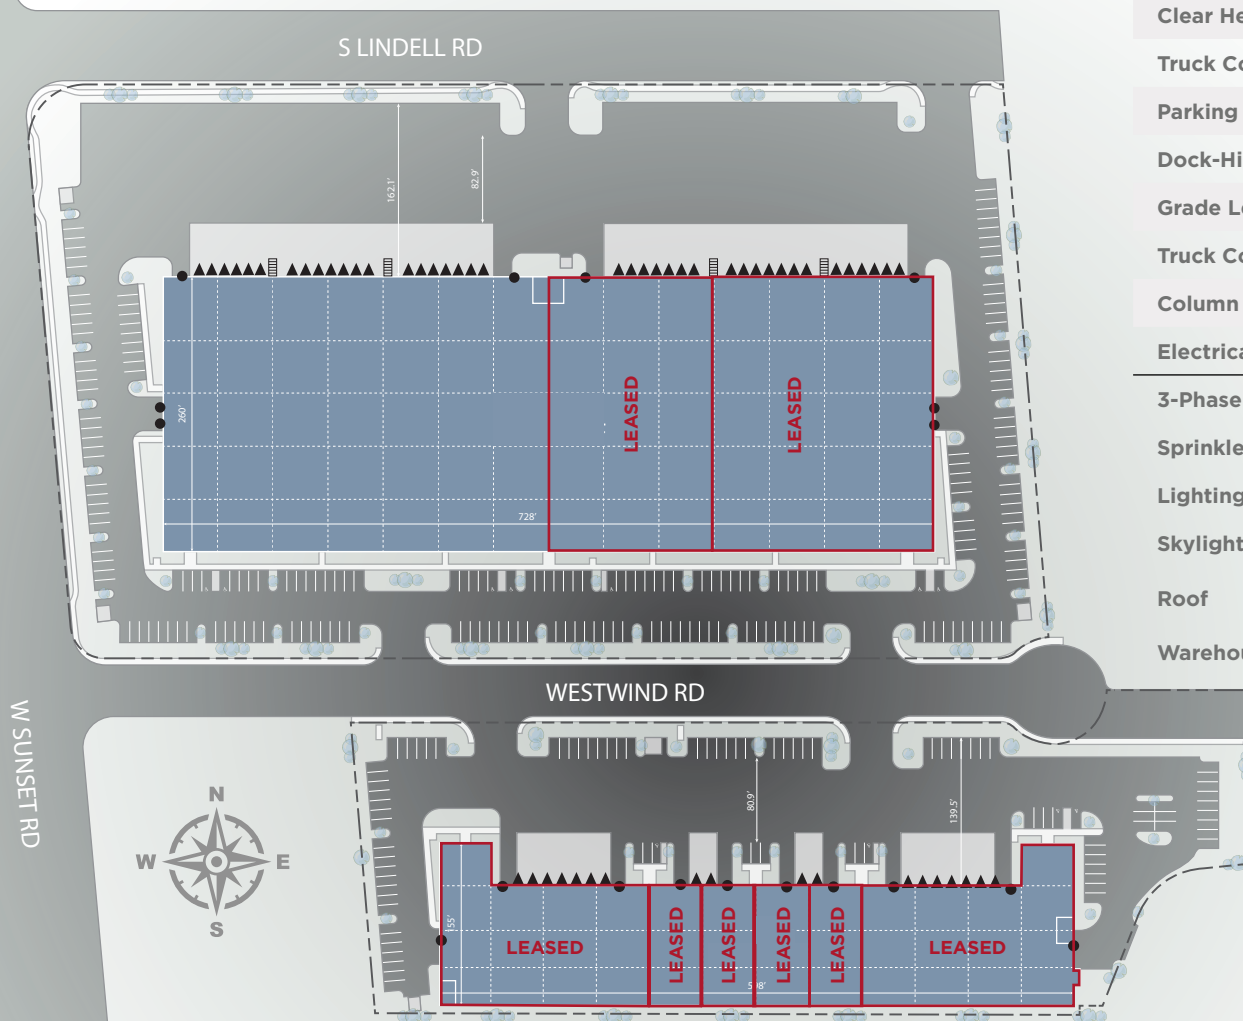 S LINDELL RD
Clear He
Truck Co
Parking
Dock-Hi
Grade Le
Truck Co
Column
Electrica
3-Phase
Sprinkle
Lighting
Skylight
Roof
Warehou
162.1'
82.9'
260'
728'
LEASED
LEASED
WESTWIND RD
W SUNSET RD
N
W
E
S
80.9'
139.5'
155'
LEASED
LEASED
LEASED
LEASED
LEASED
LEASED